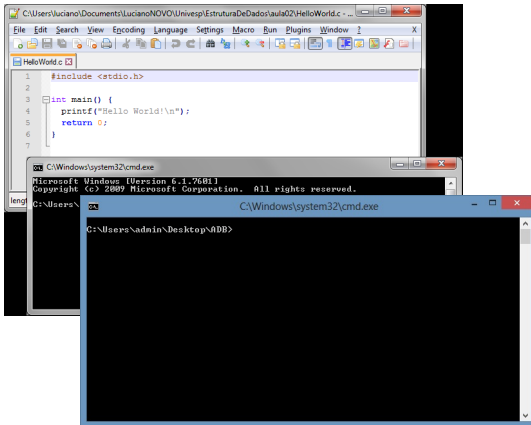 C:\Users\luciano\Documents\LucianoNOVO\Univesp\EstruturaDeDados\aula02\HelloWorld.c - ...
File Edit Search View Encoding Language Settings Macro Run Plugins Window ? X
HelloWorld.c
1 #include <stdio.h>
2
3 int main() {
4 printf("Hello World!\n");
5 return 0;
6 }
7
C:\Windows\system32\cmd.exe
Microsoft Windows [Version 6.1.7601]
Copyright (c) 2009 Microsoft Corporation. All rights reserved.
lengt
C:\Users\
C:\Windows\system32\cmd.exe
C:\Users\admin\Desktop\ADB>